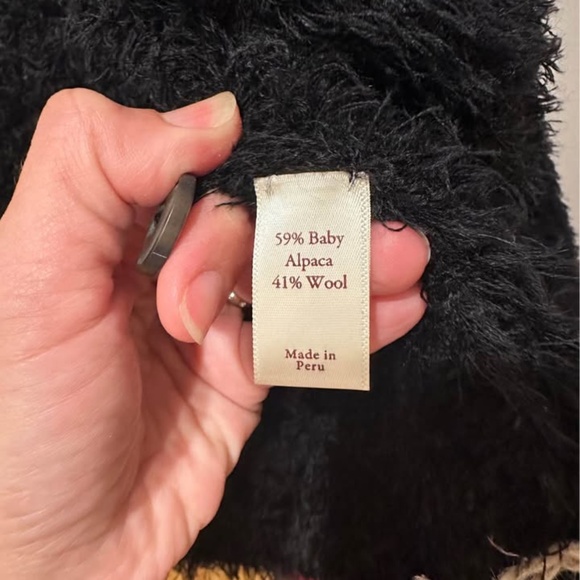 59% Baby
Alpaca
41% Wool
Made in
Peru